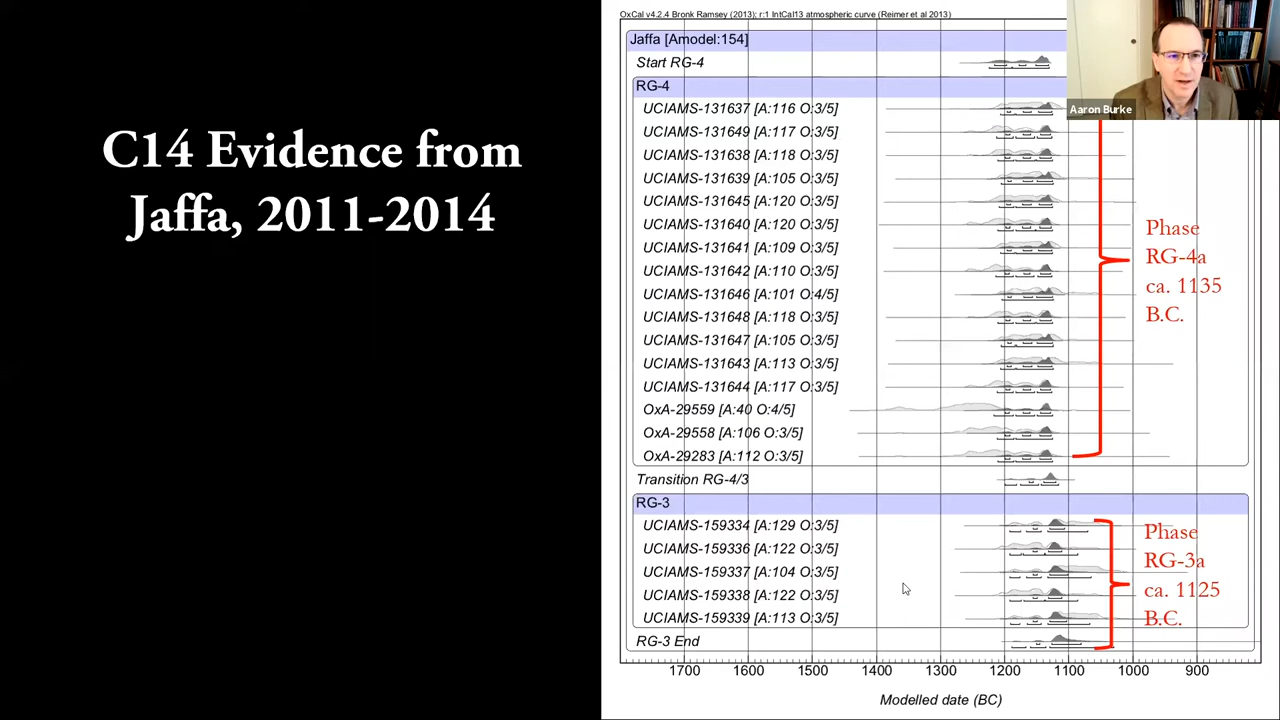 C14 Evidence from
Jaffa, 2011-2014
OxCal v4.2.4 Bronk Ramsey (2013); r:1 IntCal13 atmospheric curve (Reimer et al 2013)
Jaffa [Amodel:154]
Start RG-4
RG-4
UCIAMS-131637 [A:116 O:3/5]
UCIAMS-131649 [A:117 O:3/5]
UCIAMS-131638 [A:118 O:3/5]
UCIAMS-131639 [A:105 O:3/5]
UCIAMS-131645 [A:120 O:3/5]
UCIAMS-131640 [A:120 O:3/5]
UCIAMS-131641 [A:109 O:3/5]
UCIAMS-131642 [A:110 O:3/5]
UCIAMS-131646 [A:101 O:4/5]
UCIAMS-131648 [A:118 O:3/5]
UCIAMS-131647 [A:105 O:3/5]
UCIAMS-131643 [A:113 O:3/5]
UCIAMS-131644 [A:117 O:3/5]
OxA-29559 [A:40 O:4/5]
OxA-29558 [A:106 O:3/5]
OxA-29283 [A:112 O:3/5]
Transition RG-4/3
RG-3
UCIAMS-159334 [A:129 O:3/5]
UCIAMS-159336 [A:122 O:3/5]
UCIAMS-159337 [A:104 O:3/5]
UCIAMS-159338 [A:122 O:3/5]
UCIAMS-159339 [A:113 O:3/5]
RG-3 End
1700 1600 1500 1400 1300 1200 1100 1000 900
Modelled date (BC)
Phase
RG-4a
ca. 1135
B.C.
Phase
RG-3a
ca. 1125
B.C.
Aaron Burke